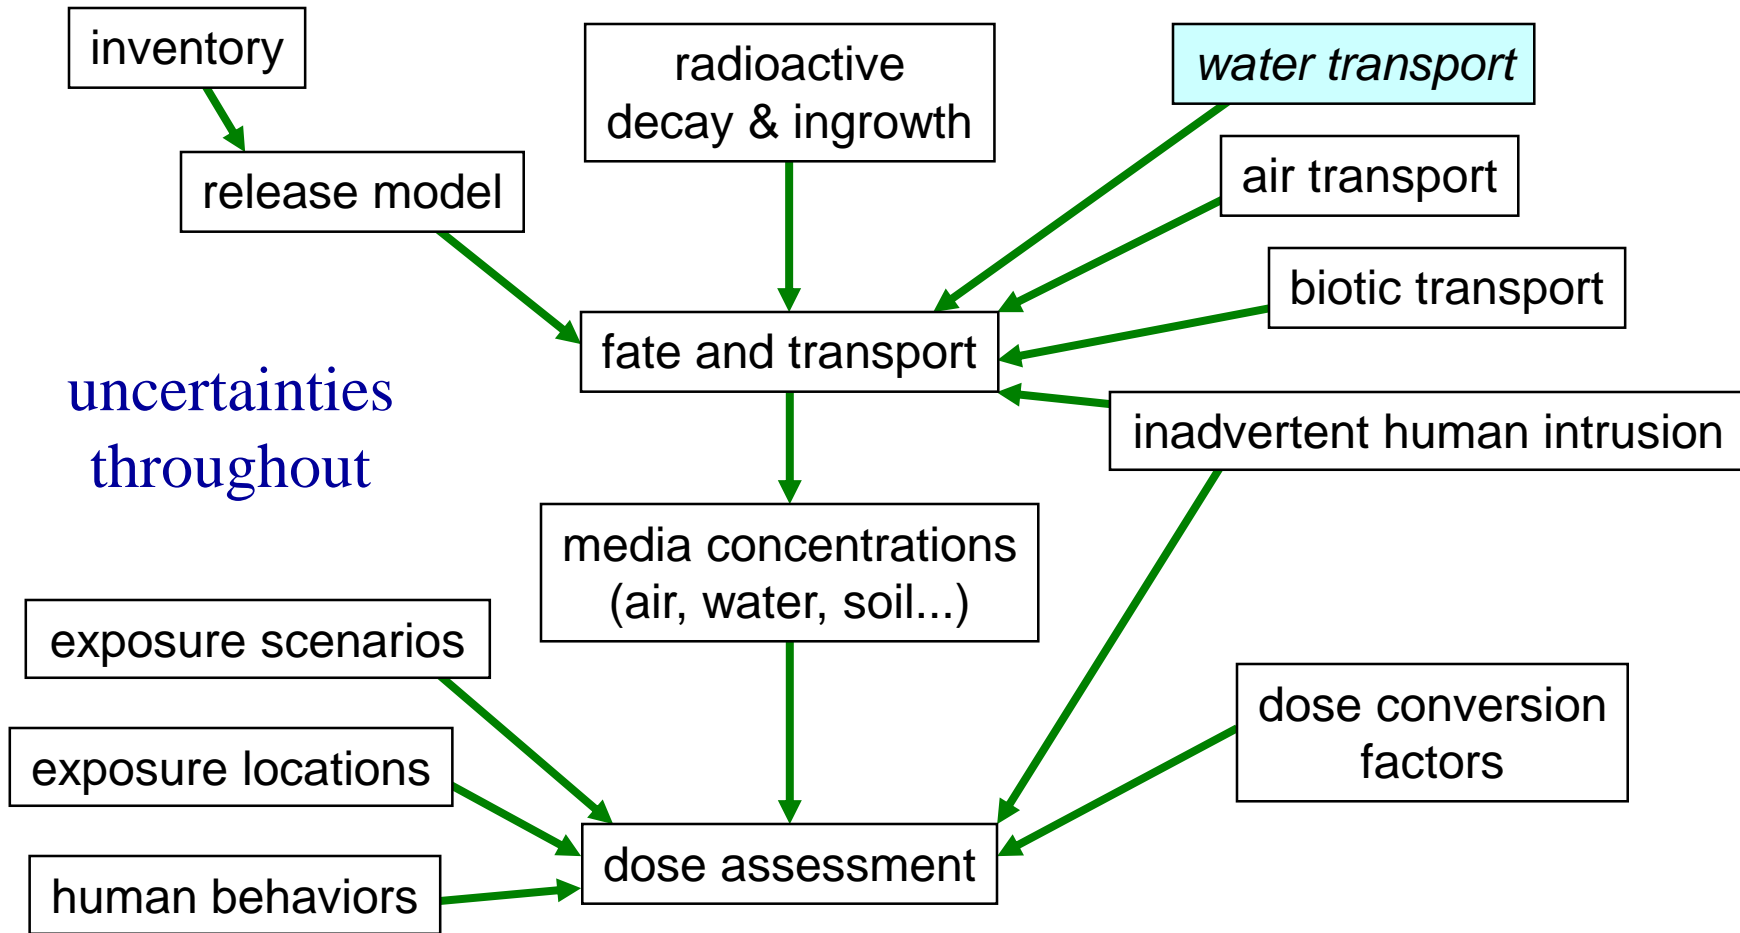 inventory
radioactive
decay & ingrowth
water transport
release model
air transport
biotic transport
fate and transport
uncertainties
throughout
inadvertent human intrusion
media concentrations
(air, water, soil...)
exposure scenarios
dose conversion
factors
exposure locations
dose assessment
human behaviors